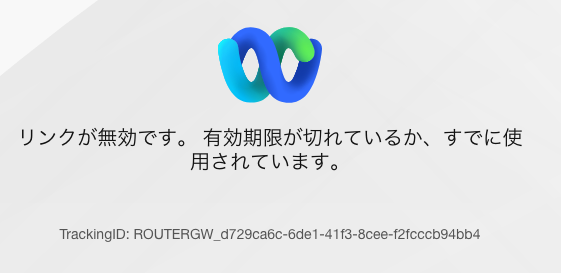 リンクが無効です。 有効期限が切れているか、すでに使
用されています。
TrackingID: ROUTERGW_d729ca6c-6de1-41f3-8cee-f2fcccb94bb4